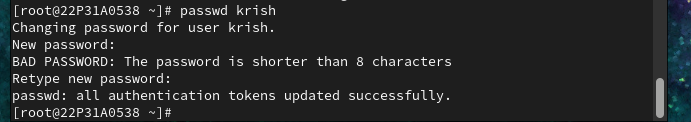 [root@22P31A0538 ~]# passwd krish
Changing password for user krish.
New password:
BAD PASSWORD: The password is shorter than 8 characters
Retype new password:
passwd: all authentication tokens updated successfully.
[root@22P31A0538 ~]#